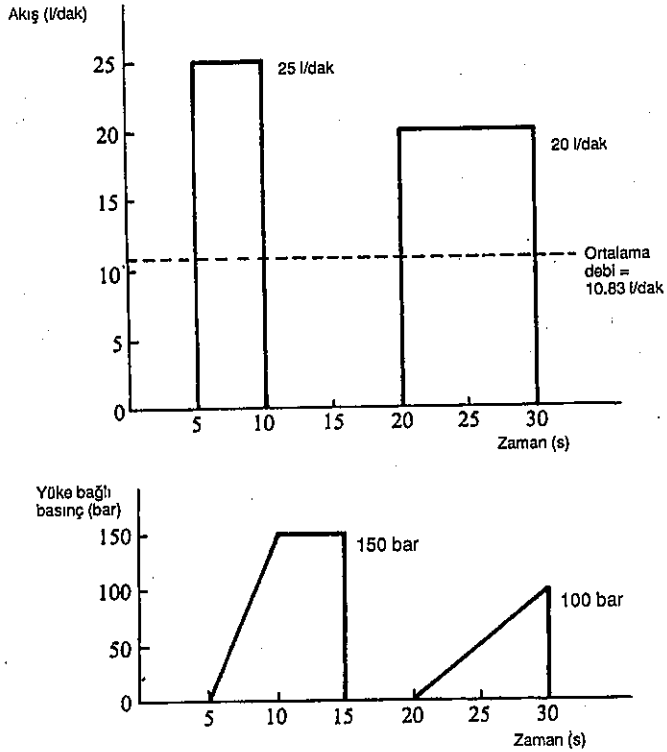 Akış (l/dak)
25
25 l/dak
20
20 l/dak
15
10
Ortalama
debi =
10.83 l/dak
5
0
5 10 15 20 25 30
Zaman (s)
Yüke bağlı
basınç (bar)
150
150 bar
100
100 bar
50
0
5 10 15 20 25 30
Zaman (s)